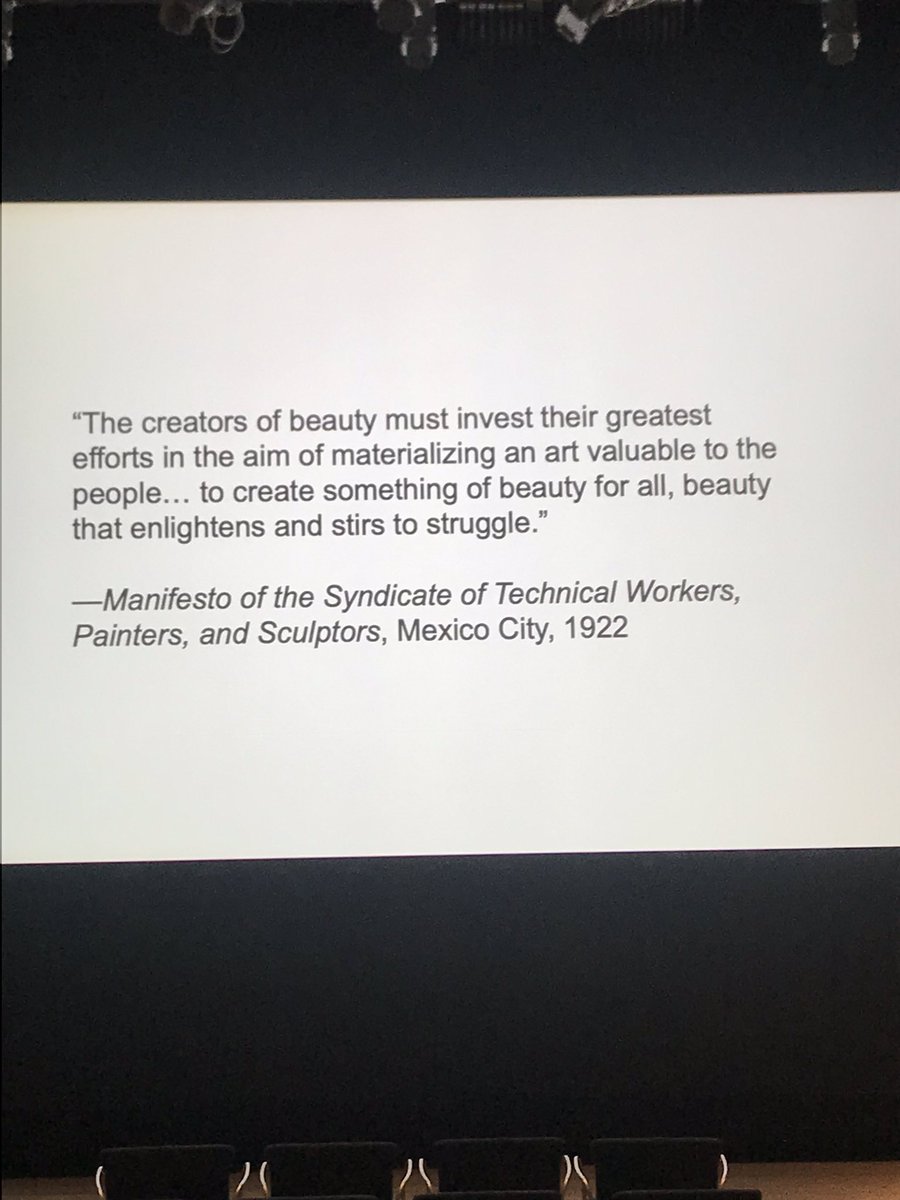 “The creators of beauty must invest their greatest
efforts in the aim of materializing an art valuable to the
people… to create something of beauty for all, beauty
that enlightens and stirs to struggle.”
—Manifesto of the Syndicate of Technical Workers,
Painters, and Sculptors, Mexico City, 1922